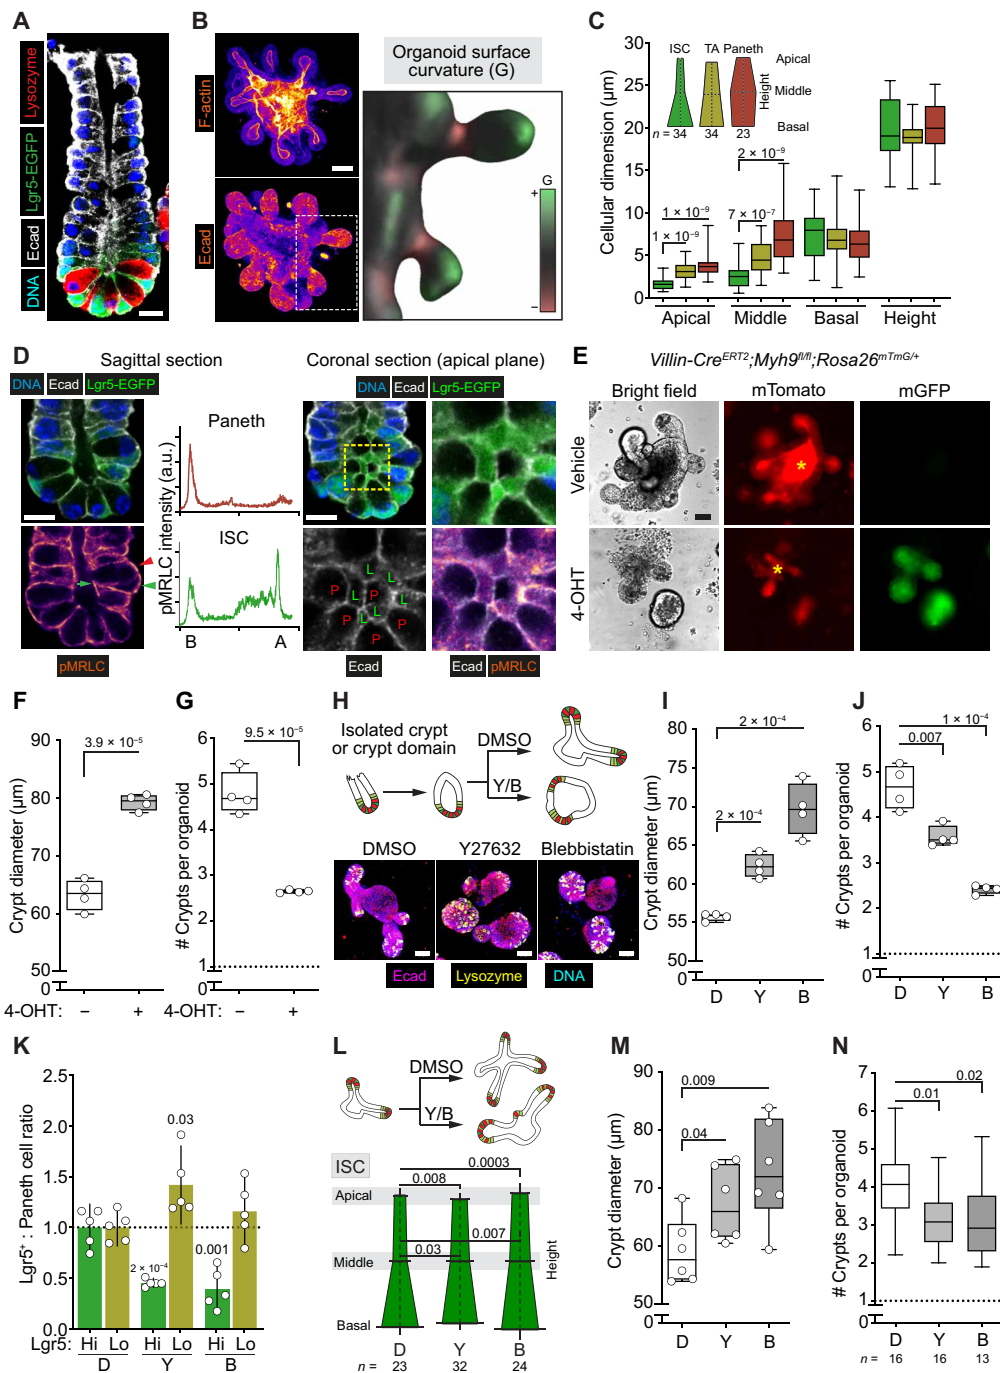 A
Lysozyme
Lgr5-EGFP
Ecad
DNA
B
F-actin
Ecad
Organoid surface
curvature (G)
G
+
−
C
Cellular dimension (μm)
30
25
20
15
10
5
0
ISC TA Paneth
Apical
Middle
Basal
Height
n = 34 34 23
1 × 10⁻⁹
1 × 10⁻⁹
7 × 10⁻⁷
2 × 10⁻⁹
Apical Middle Basal Height
D
Sagittal section
DNA Ecad Lgr5-EGFP
pMRLC
Paneth
ISC
pMRLC intensity (a.u.)
B A
Coronal section (apical plane)
DNA Ecad Lgr5-EGFP
L
P L
L P L
P L
P P
Ecad
Ecad pMRLC
E
Villin-Creᴱᴿᵀ²;Myh9ᶠˡ/ᶠˡ;Rosa26ᵐᵀᵐᴳ/⁺
Bright field mTomato mGFP
Vehicle
*
4-OHT
*
F
Crypt diameter (μm)
90
80
70
60
50
0
3.9 × 10⁻⁵
4-OHT: − +
G
# Crypts per organoid
6
5
4
3
2
1
0
9.5 × 10⁻⁵
4-OHT: − +
H
Isolated crypt
or crypt domain
DMSO
Y/B
DMSO Y27632 Blebbistatin
Ecad Lysozyme DNA
I
Crypt diameter (μm)
80
75
70
65
60
55
50
0
2 × 10⁻⁴
2 × 10⁻⁴
D Y B
J
# Crypts per organoid
6
5
4
3
2
1
0
1 × 10⁻⁴
0.007
D Y B
K
Lgr5⁺ : Paneth cell ratio
2.5
2.0
1.5
1.0
0.5
0.0
2 × 10⁻⁴
0.03
0.001
Lgr5: Hi Lo Hi Lo Hi Lo
D Y B
L
DMSO
Y/B
ISC
Apical
Middle
Basal
Height
0.0003
0.008
0.007
0.03
D Y B
n = 23 32 24
M
Crypt diameter (μm)
90
80
70
60
50
0
0.009
0.04
D Y B
N
# Crypts per organoid
7
6
5
4
3
2
1
0
0.02
0.01
D Y B
n = 16 16 13